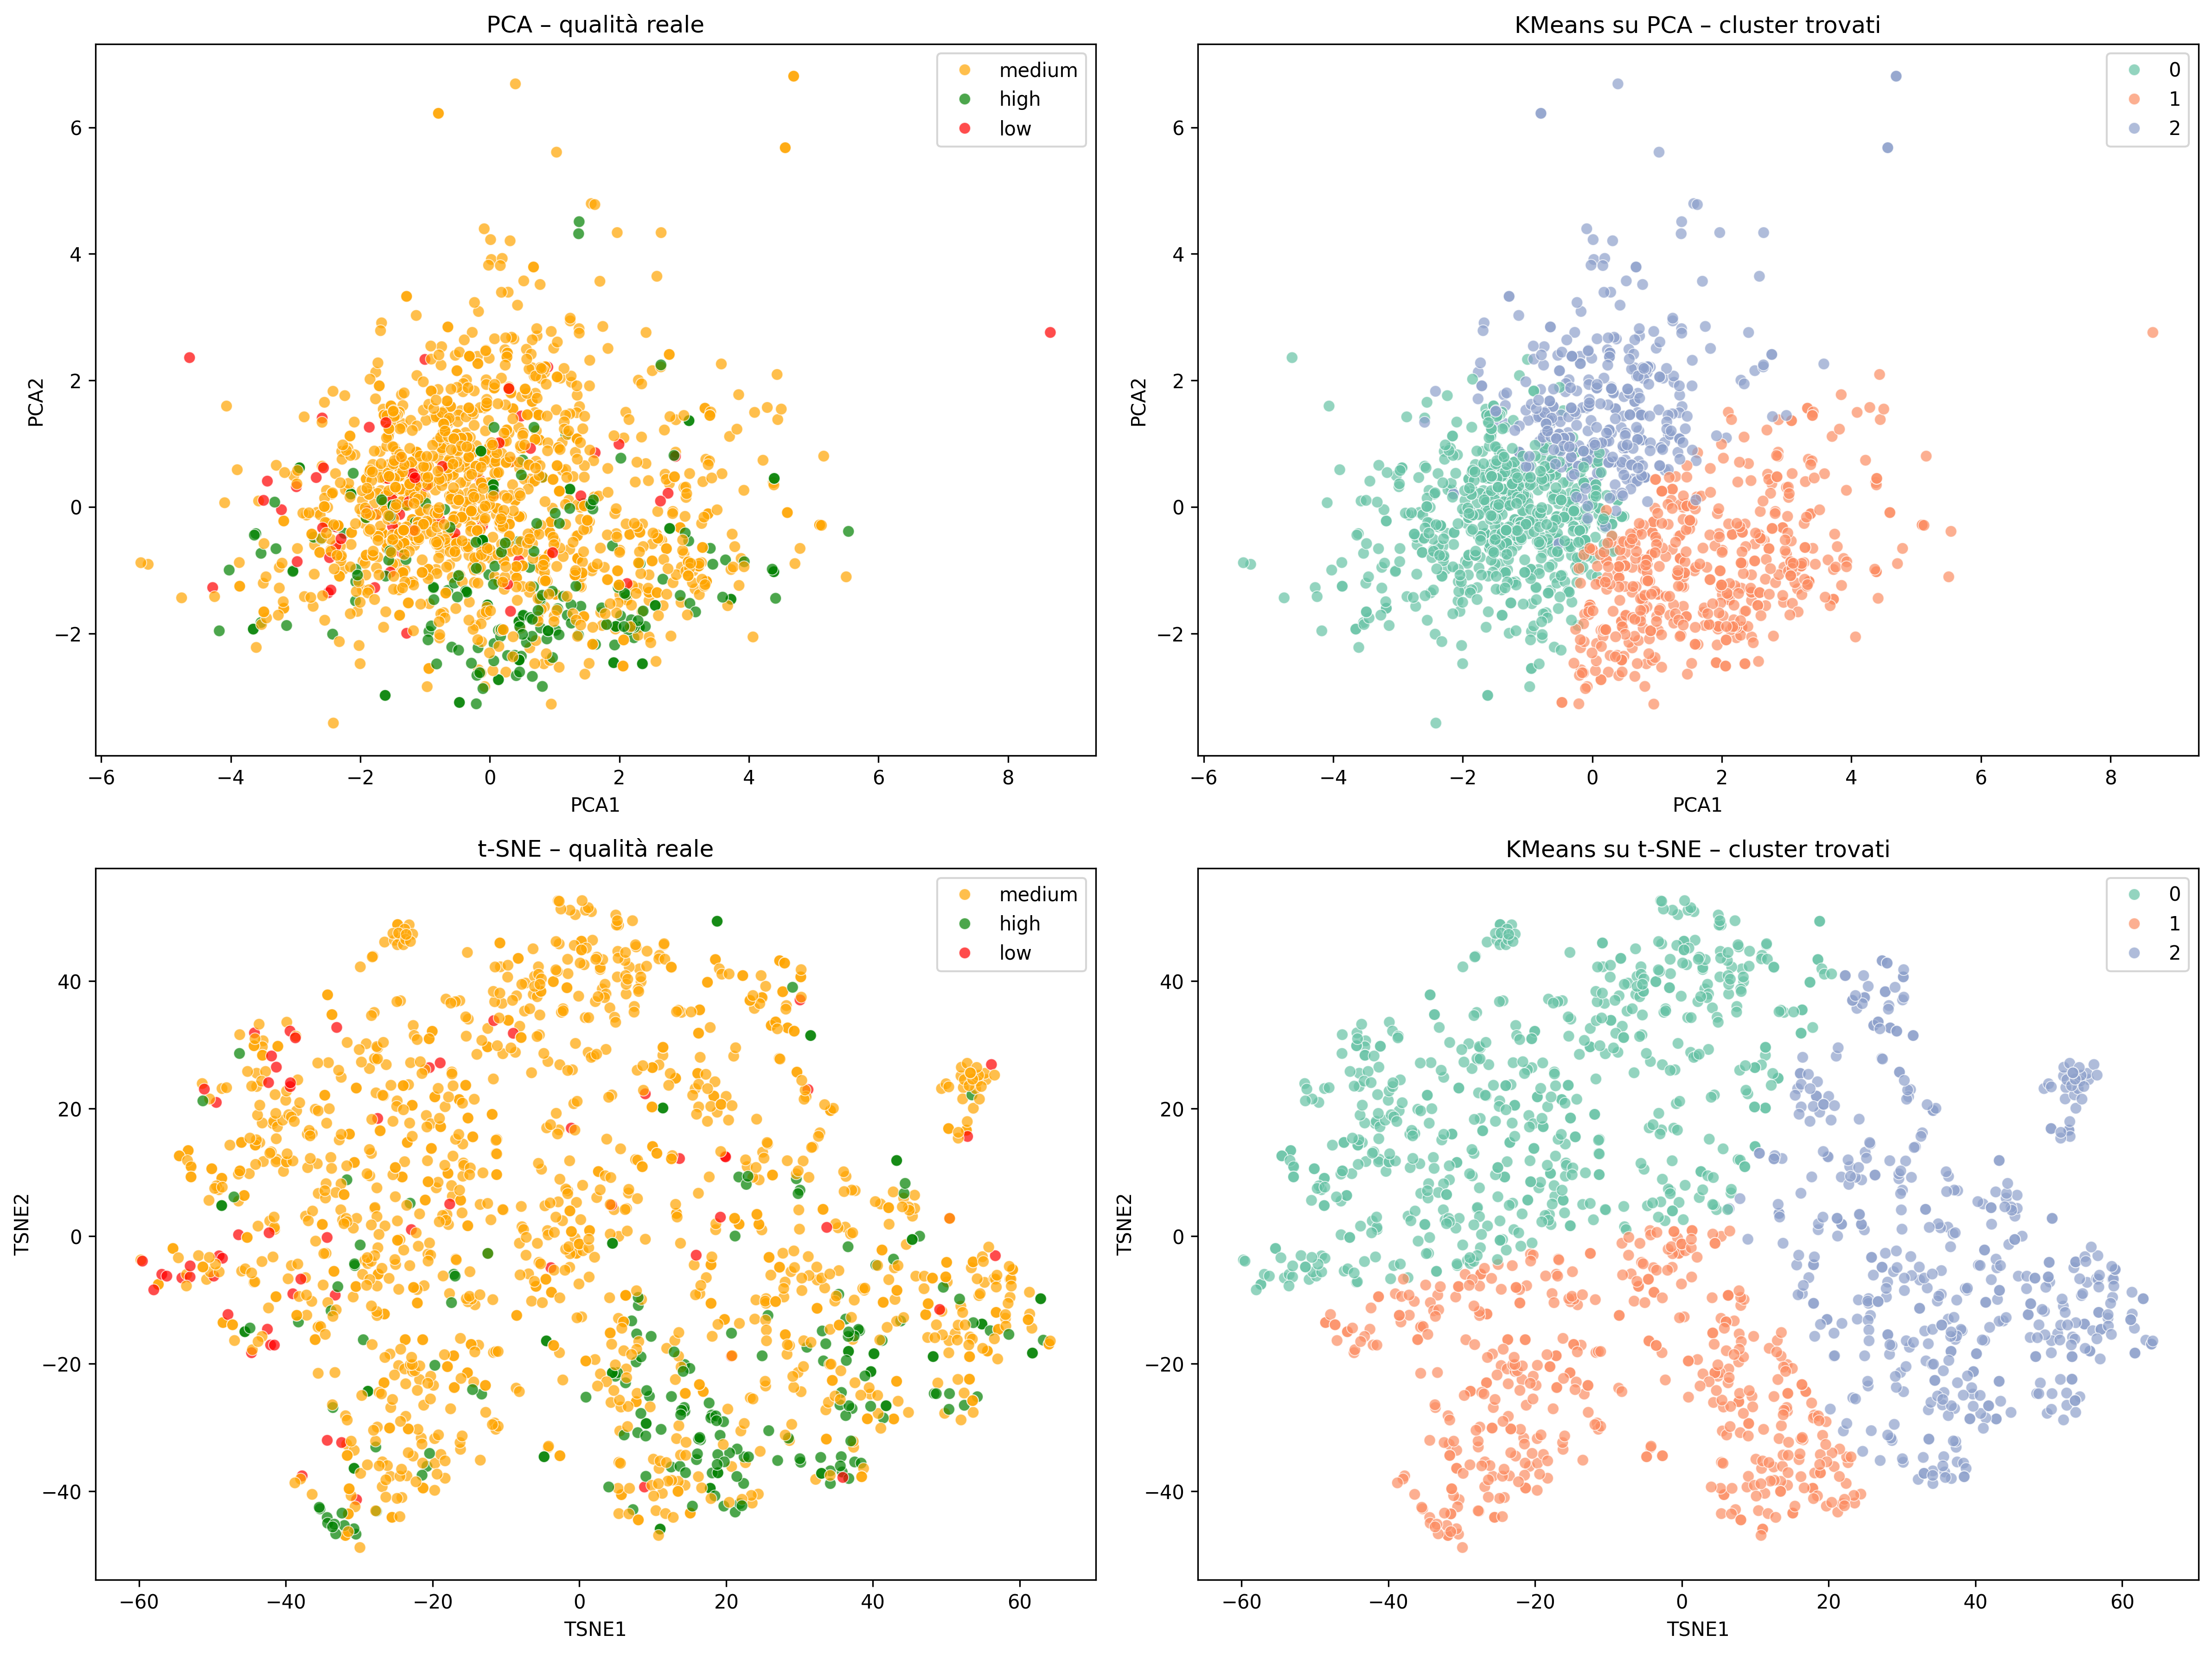 PCA – qualità reale
medium
high
low
6
4
2
0
−2
PCA2
−6 −4 −2 0 2 4 6 8
PCA1
KMeans su PCA – cluster trovati
0
1
2
6
4
2
0
−2
PCA2
−6 −4 −2 0 2 4 6 8
PCA1
t-SNE – qualità reale
medium
high
low
40
20
0
−20
−40
TSNE2
−60 −40 −20 0 20 40 60
TSNE1
KMeans su t-SNE – cluster trovati
0
1
2
40
20
0
−20
−40
TSNE2
−60 −40 −20 0 20 40 60
TSNE1